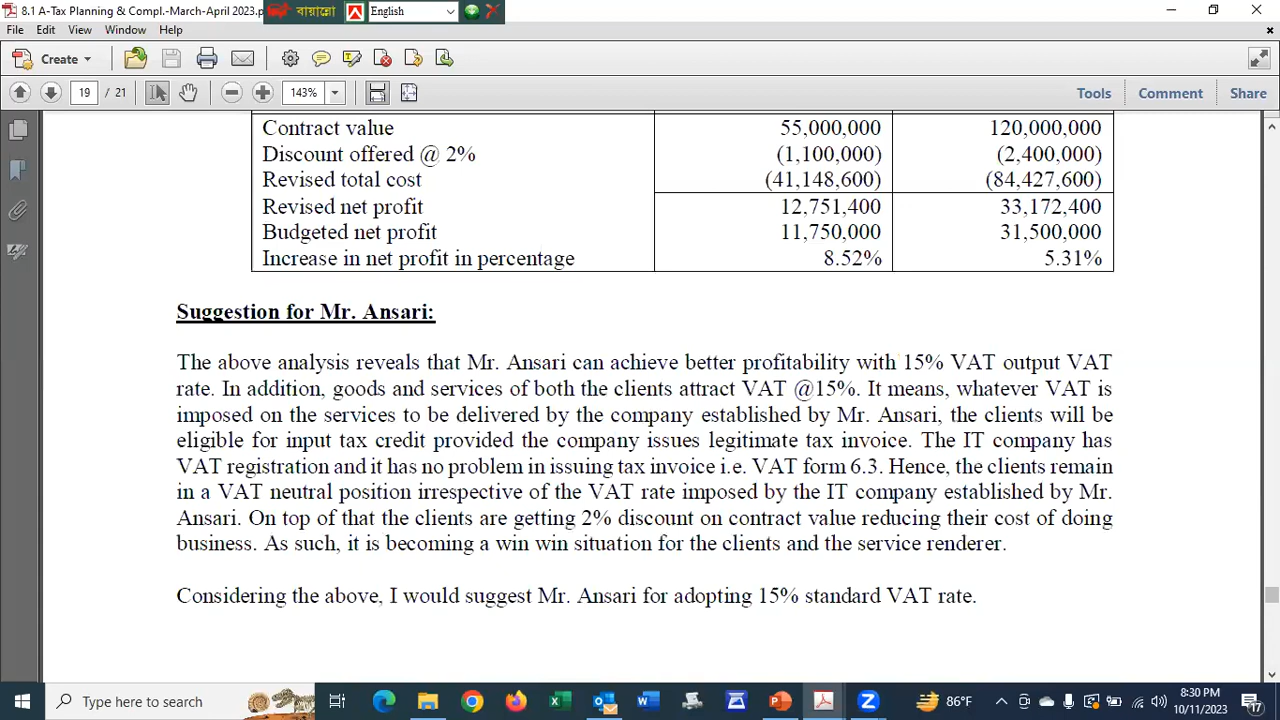 8.1 A-Tax Planning & Compl.-March-April 2023.p
বায়ান্নো
English
File Edit View Window Help
Create
19 / 21
143%
Tools Comment Share
Contract value 55,000,000 120,000,000
Discount offered @ 2% (1,100,000) (2,400,000)
Revised total cost (41,148,600) (84,427,600)
Revised net profit 12,751,400 33,172,400
Budgeted net profit 11,750,000 31,500,000
Increase in net profit in percentage 8.52% 5.31%
Suggestion for Mr. Ansari:
The above analysis reveals that Mr. Ansari can achieve better profitability with 15% VAT output VAT
rate. In addition, goods and services of both the clients attract VAT @15%. It means, whatever VAT is
imposed on the services to be delivered by the company established by Mr. Ansari, the clients will be
eligible for input tax credit provided the company issues legitimate tax invoice. The IT company has
VAT registration and it has no problem in issuing tax invoice i.e. VAT form 6.3. Hence, the clients remain
in a VAT neutral position irrespective of the VAT rate imposed by the IT company established by Mr.
Ansari. On top of that the clients are getting 2% discount on contract value reducing their cost of doing
business. As such, it is becoming a win win situation for the clients and the service renderer.
Considering the above, I would suggest Mr. Ansari for adopting 15% standard VAT rate.
Type here to search
86°F
8:30 PM
10/11/2023
17